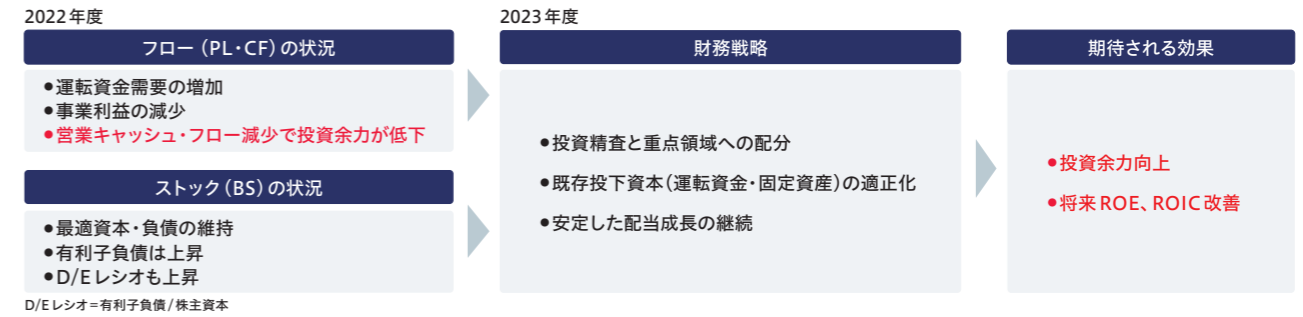 2022年度
フロー（PL・CF）の状況
●運転資金需要の増加
●事業利益の減少
●営業キャッシュ・フロー減少で投資余力が低下
ストック（BS）の状況
●最適資本・負債の維持
●有利子負債は上昇
●D/Eレシオも上昇
D/Eレシオ=有利子負債/株主資本
2023年度
財務戦略
●投資精査と重点領域への配分
●既存投下資本（運転資金・固定資産）の適正化
●安定した配当成長の継続
期待される効果
●投資余力向上
●将来ROE、ROIC改善